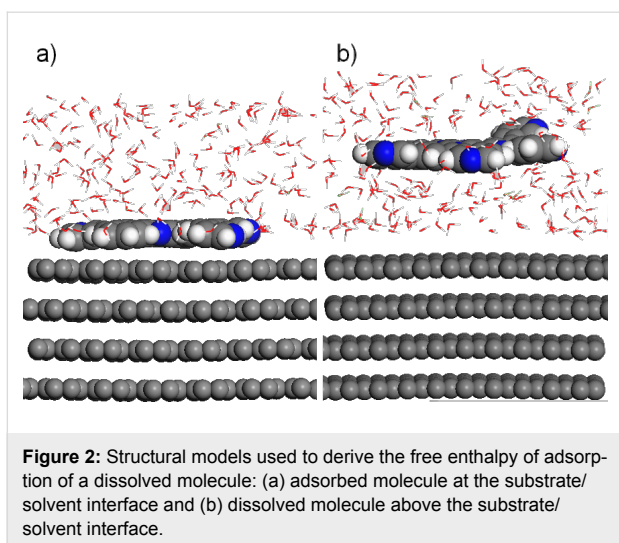 a)
b)
Figure 2: Structural models used to derive the free enthalpy of adsorp-
tion of a dissolved molecule: (a) adsorbed molecule at the substrate/
solvent interface and (b) dissolved molecule above the substrate/
solvent interface.